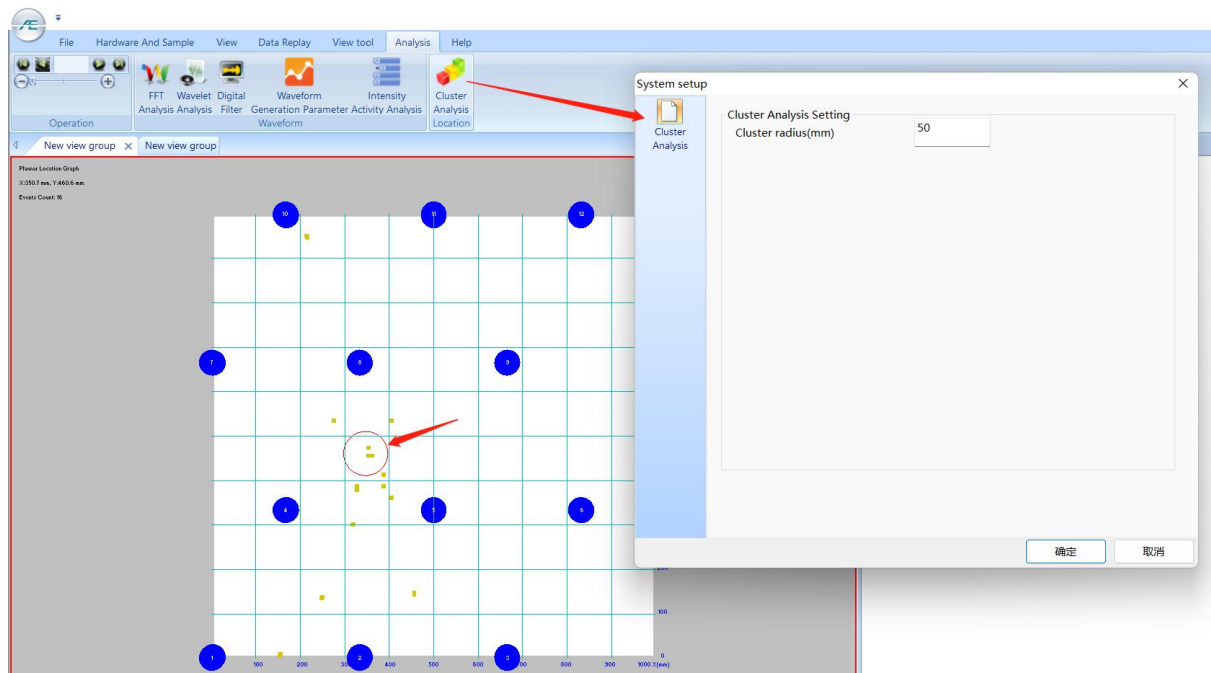 AE
File Hardware And Sample View Data Replay View tool Analysis Help
FFT Wavelet Digital Waveform Intensity Cluster
Analysis Analysis Filter Generation Parameter Activity Analysis Analysis
Operation Waveform Location
New view group × New view group
Planar Location Graph
X:350.7 mm, Y:460.6 mm
Events Count: 16
10 11 12
7 8 9
4 5 6
200
100
0
1 2 3
100 200 300 400 500 600 700 800 900 1000 X(mm)
System setup
Cluster
Analysis
Cluster Analysis Setting
Cluster radius(mm) 50
确定 取消